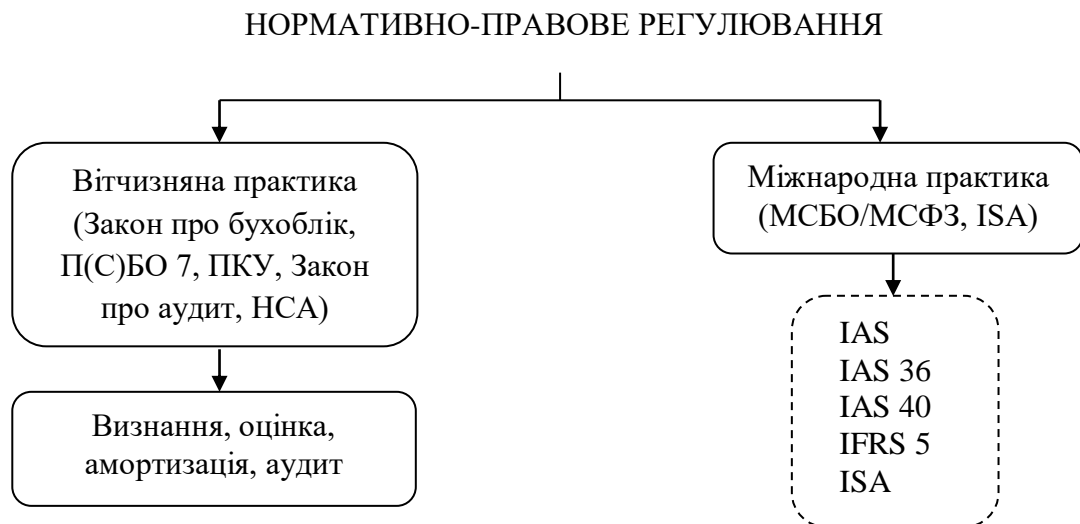 НОРМАТИВНО-ПРАВОВЕ РЕГУЛЮВАННЯ
Вітчизняна практика
(Закон про бухоблік,
П(С)БО 7, ПКУ, Закон
про аудит, НСА)
Визнання, оцінка,
амортизація, аудит
Міжнародна практика
(МСБО/МСФЗ, ISA)
IAS
IAS 36
IAS 40
IFRS 5
ISA